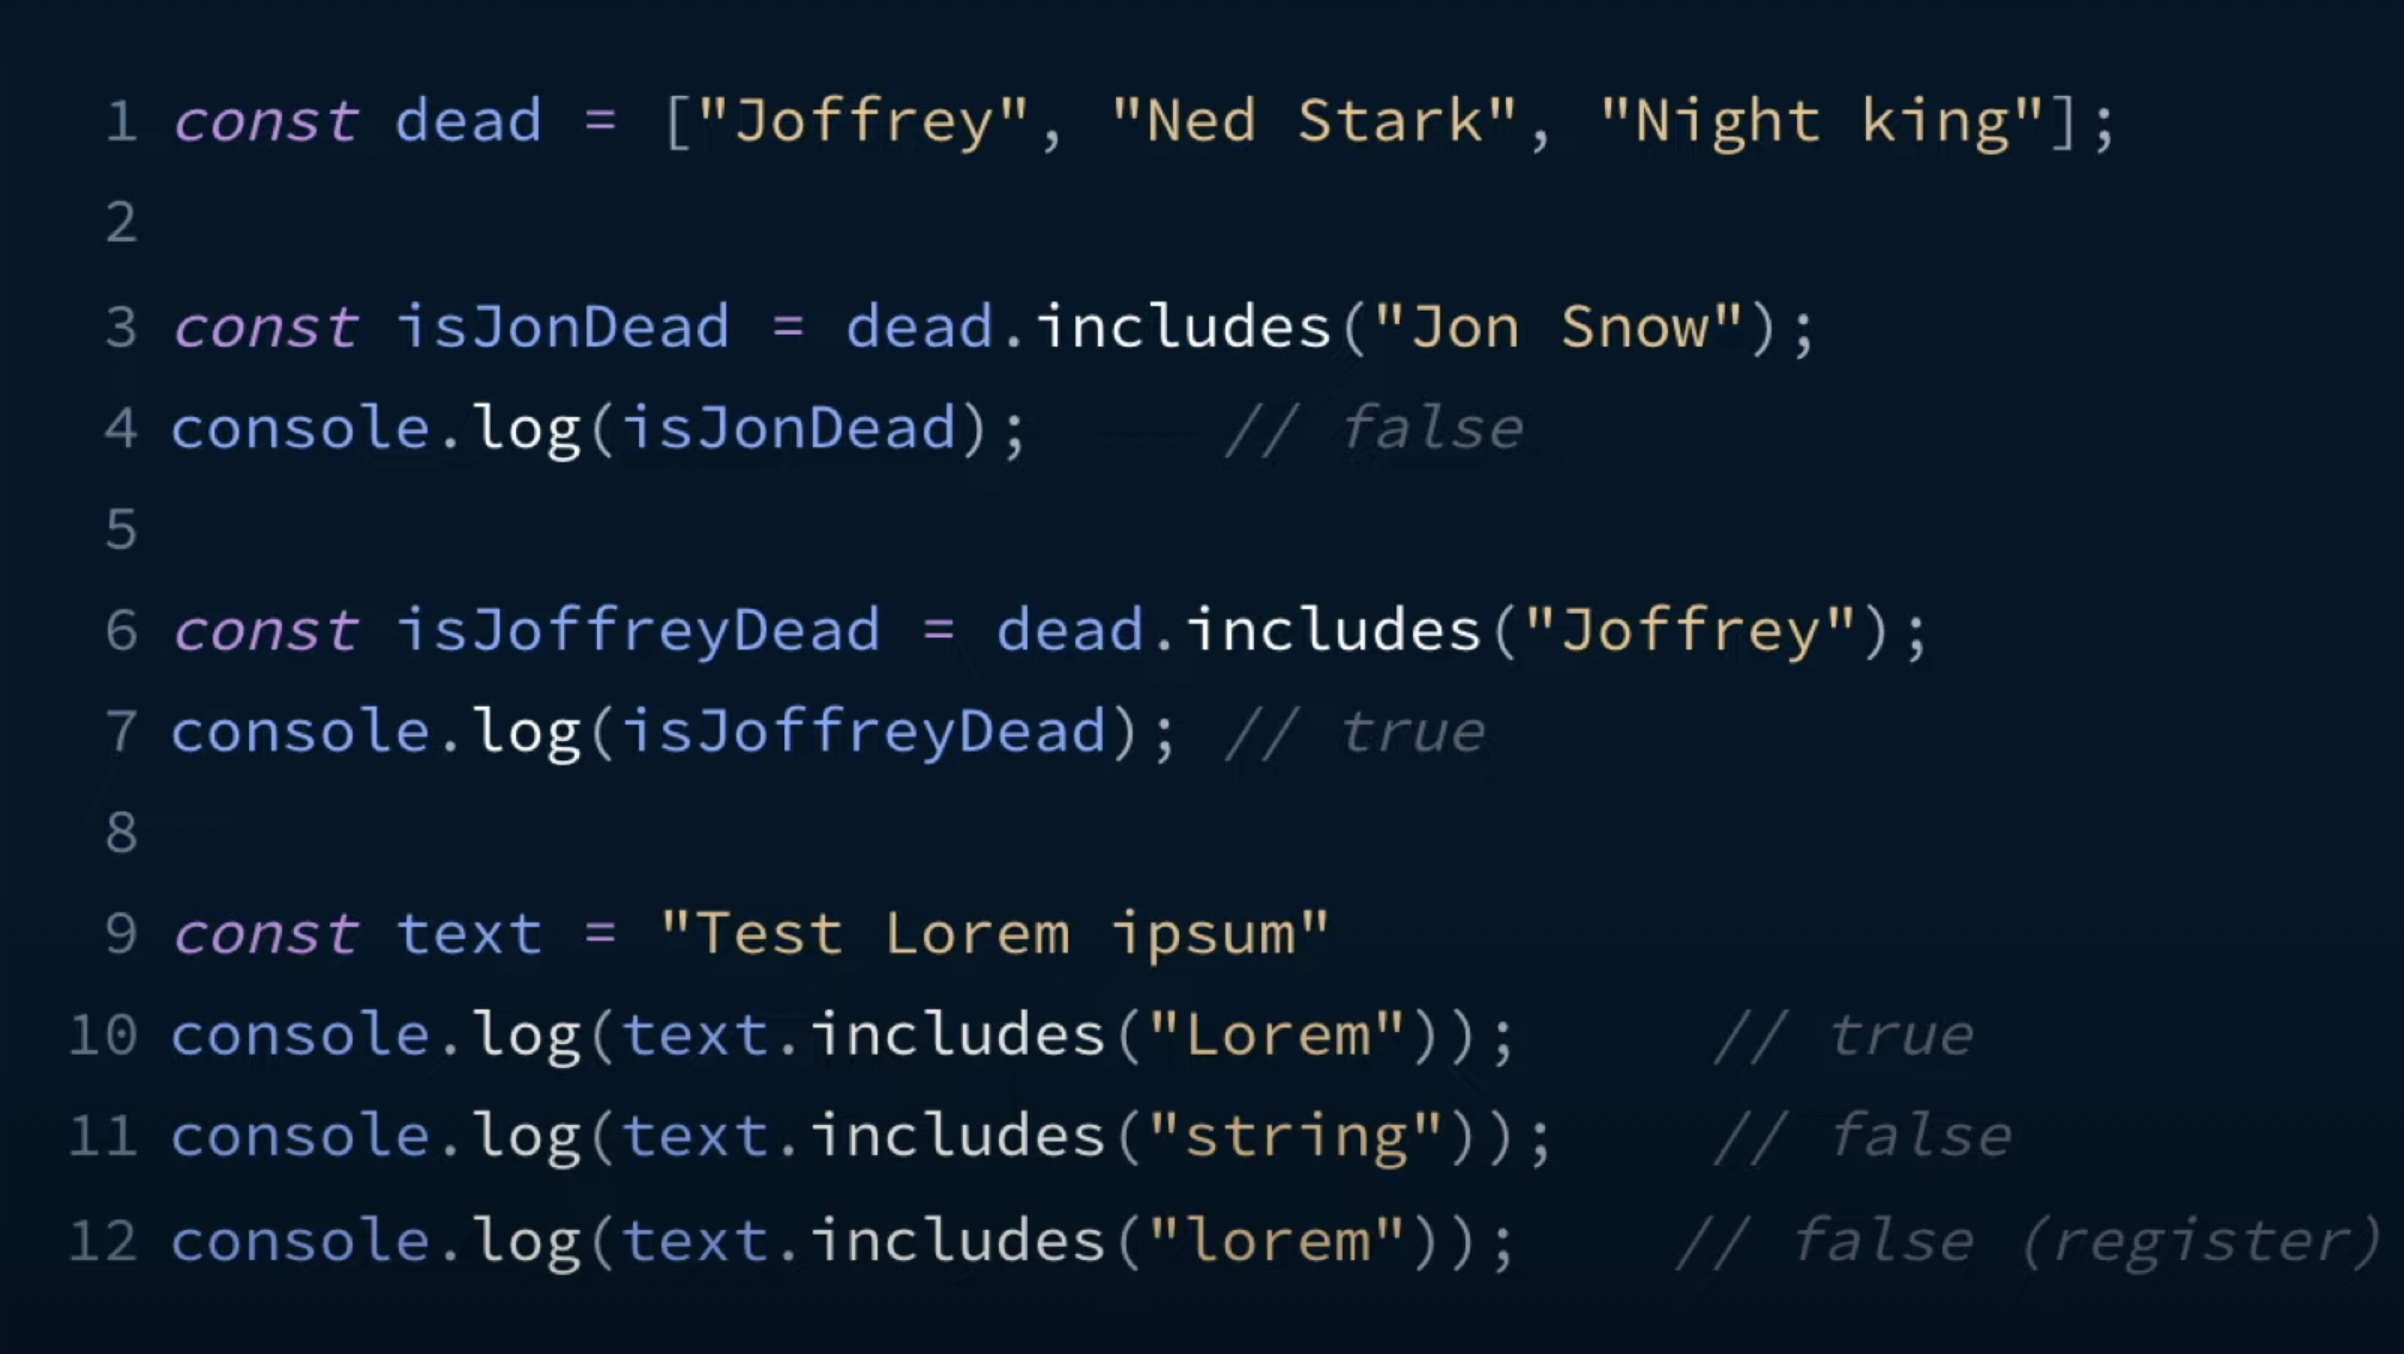 1 const dead = ["Joffrey", "Ned Stark", "Night king"];
2
3 const isJonDead = dead.includes("Jon Snow");
4 console.log(isJonDead);     // false
5
6 const isJoffreyDead = dead.includes("Joffrey");
7 console.log(isJoffreyDead); // true
8
9 const text = "Test Lorem ipsum"
10 console.log(text.includes("Lorem"));     // true
11 console.log(text.includes("string"));    // false
12 console.log(text.includes("lorem"));    // false (register)